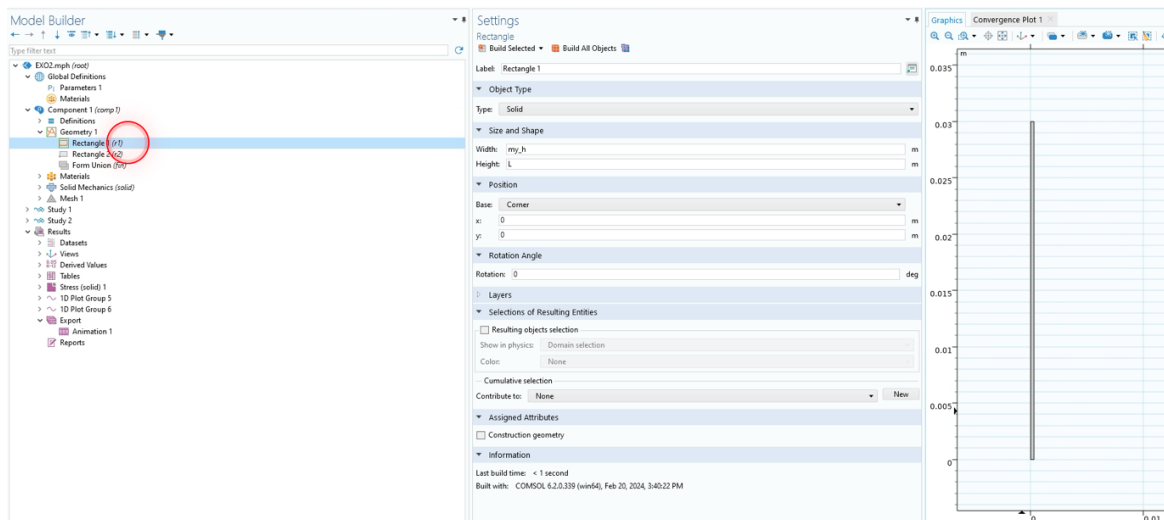 Model Builder
Type filter text
EXO2.mph (root)
Global Definitions
Pi Parameters 1
Materials
Component 1 (comp1)
Definitions
Geometry 1
Rectangle 1 (r1)
Rectangle 2 (r2)
Form Union (fin)
Materials
Solid Mechanics (solid)
Mesh 1
Study 1
Study 2
Results
Datasets
Views
Derived Values
Tables
Stress (solid) 1
1D Plot Group 5
1D Plot Group 6
Export
Animation 1
Reports
Settings
Rectangle
Build Selected
Build All Objects
Label: Rectangle 1
Object Type
Type: Solid
Size and Shape
Width: my_h m
Height: L m
Position
Base: Corner
x: 0 m
y: 0 m
Rotation Angle
Rotation: 0 deg
Layers
Selections of Resulting Entities
Resulting objects selection
Show in physics: Domain selection
Color: None
Cumulative selection
Contribute to: None New
Assigned Attributes
Construction geometry
Information
Last build time: < 1 second
Built with: COMSOL 6.2.0.339 (win64), Feb 20, 2024, 3:40:22 PM
Graphics Convergence Plot 1
m
0.035
0.03
0.025
0.02
0.015
0.01
0.005
0
0 0.01